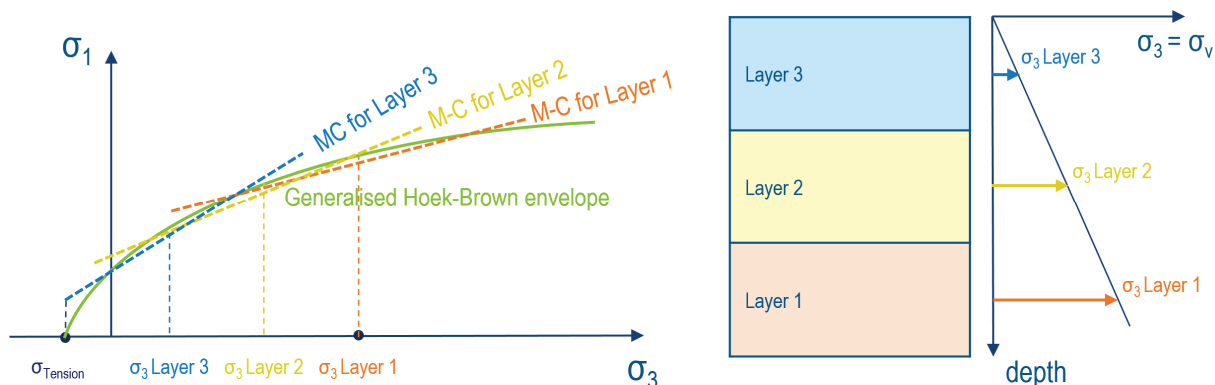 σ1
MC for Layer 3
M-C for Layer 2
M-C for Layer 1
Generalised Hoek-Brown envelope
σTension
σ3 Layer 3
σ3 Layer 2
σ3 Layer 1
σ3
Layer 3
Layer 2
Layer 1
σ3 = σv
σ3 Layer 3
σ3 Layer 2
σ3 Layer 1
depth